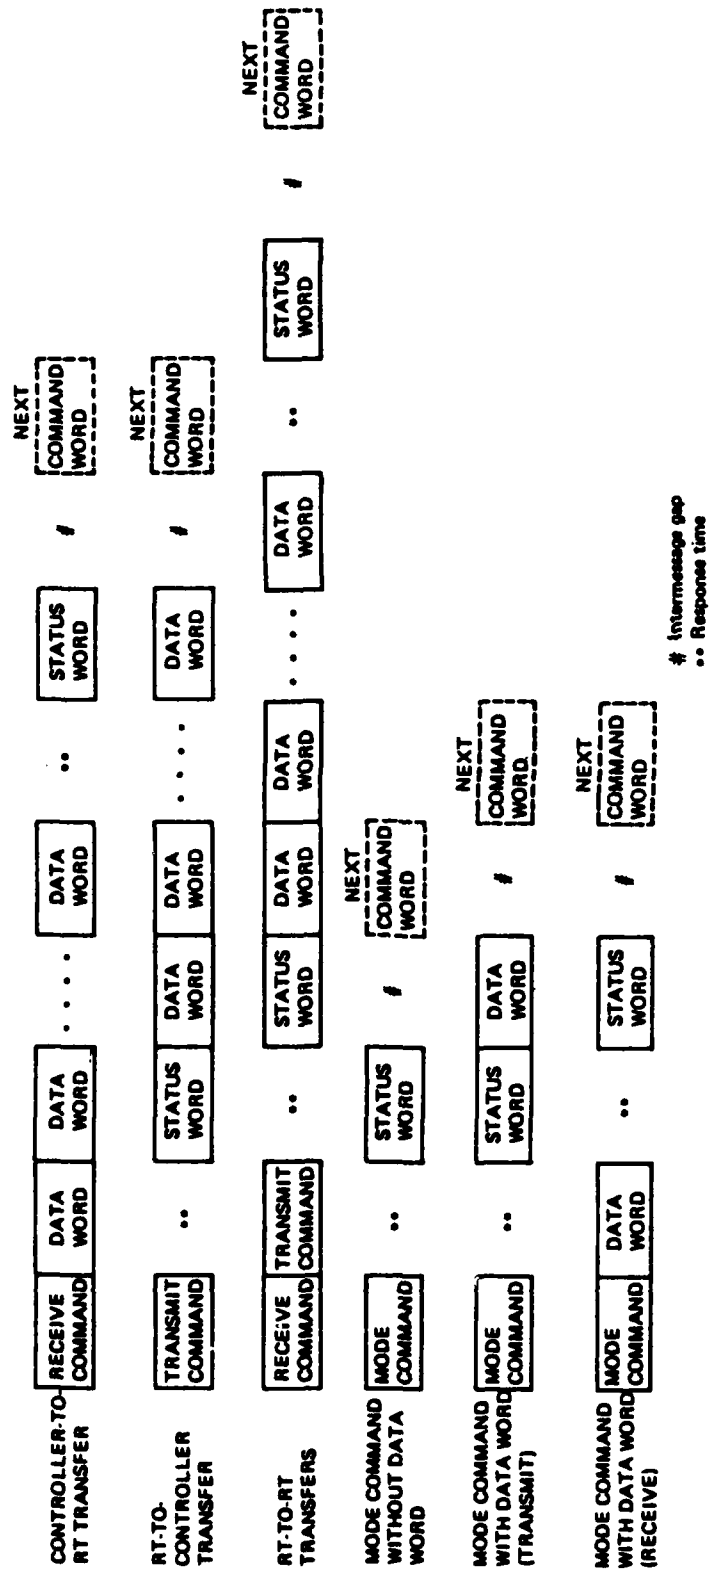 CONTROLLER-TO-
RT TRANSFER
RECEIVE
COMMAND
DATA
WORD
DATA
WORD
. . . .
DATA
WORD
••
STATUS
WORD
#
NEXT
COMMAND
WORD
RT-TO-
CONTROLLER
TRANSFER
TRANSMIT
COMMAND
••
STATUS
WORD
DATA
WORD
DATA
WORD
. . . .
DATA
WORD
#
NEXT
COMMAND
WORD
RT-TO-RT
TRANSFERS
RECEIVE
COMMAND
TRANSMIT
COMMAND
••
STATUS
WORD
DATA
WORD
DATA
WORD
. . . .
DATA
WORD
••
STATUS
WORD
#
NEXT
COMMAND
WORD
MODE COMMAND
WITHOUT DATA
WORD
MODE
COMMAND
••
STATUS
WORD
#
NEXT
COMMAND
WORD
MODE COMMAND
WITH DATA WORD
(TRANSMIT)
MODE
COMMAND
••
STATUS
WORD
DATA
WORD
#
NEXT
COMMAND
WORD
MODE COMMAND
WITH DATA WORD
(RECEIVE)
MODE
COMMAND
DATA
WORD
••
STATUS
WORD
#
NEXT
COMMAND
WORD
# Intermessage gap
•• Response time